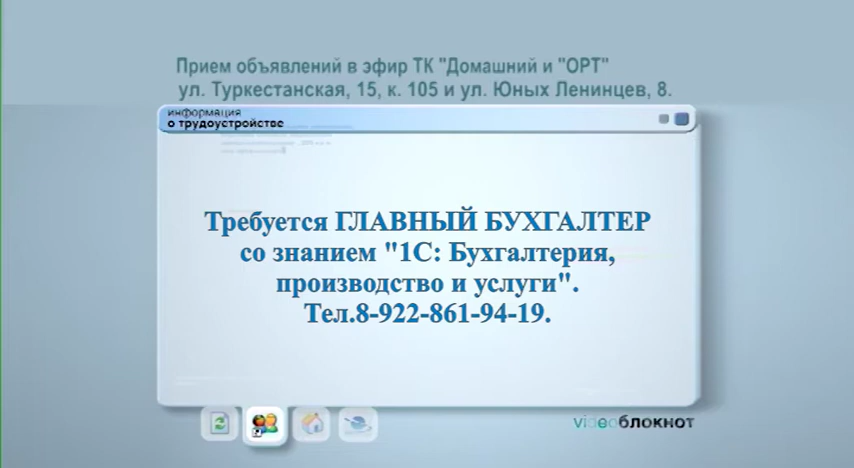 Прием объявлений в эфир ТК "Домашний и "ОРТ"
ул. Туркестанская, 15, к. 105 и ул. Юных Ленинцев, 8.
информация
о трудоустройстве
Требуется ГЛАВНЫЙ БУХГАЛТЕР
со знанием "1С: Бухгалтерия,
производство и услуги".
Тел.8-922-861-94-19.
videoблокнот